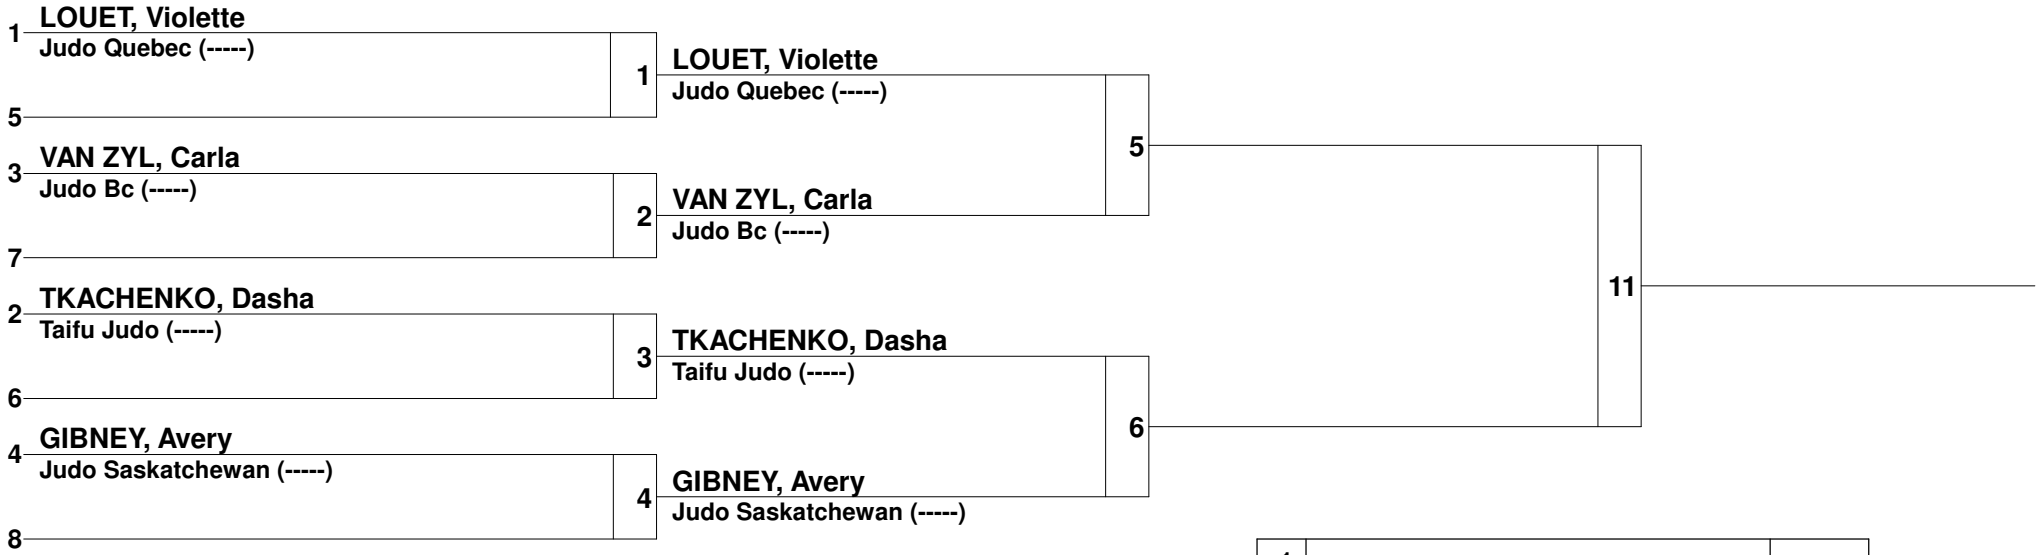 1 LOUET, Violette
Judo Quebec (-----)
5
1
LOUET, Violette
Judo Quebec (-----)
3 VAN ZYL, Carla
Judo Bc (-----)
7
2
VAN ZYL, Carla
Judo Bc (-----)
5
2 TKACHENKO, Dasha
Taifu Judo (-----)
6
3
TKACHENKO, Dasha
Taifu Judo (-----)
4 GIBNEY, Avery
Judo Saskatchewan (-----)
8
4
GIBNEY, Avery
Judo Saskatchewan (-----)
6
11